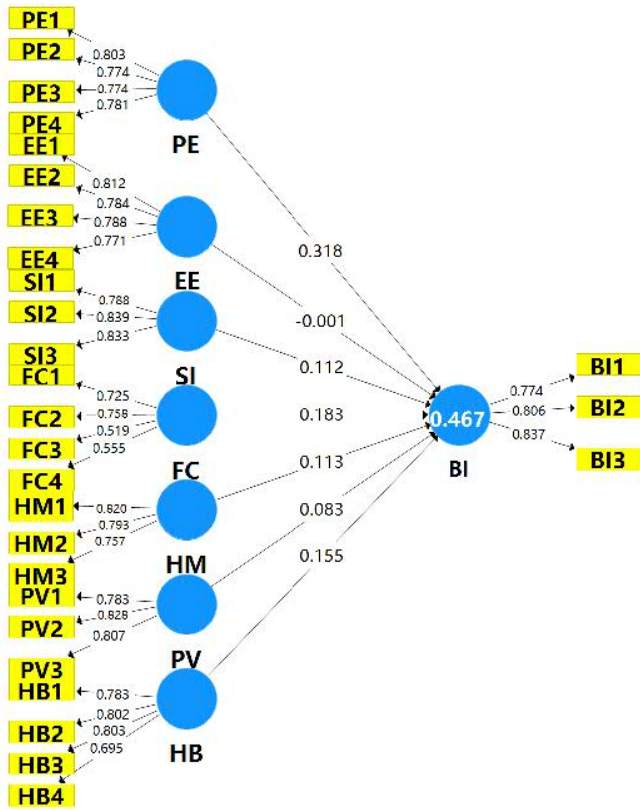 PE1
PE2
PE3
PE4
0.803
0.774
0.774
0.781
PE
EE1
EE2
EE3
EE4
0.812
0.784
0.788
0.771
EE
SI1
SI2
SI3
0.788
0.839
0.833
SI
FC1
FC2
FC3
FC4
0.725
0.758
0.519
0.555
FC
HM1
HM2
HM3
0.820
0.793
0.757
HM
PV1
PV2
PV3
0.783
0.828
0.807
PV
HB1
HB2
HB3
HB4
0.783
0.802
0.803
0.695
HB
0.318
-0.001
0.112
0.183
0.113
0.083
0.155
0.467
BI
0.774
0.806
0.837
BI1
BI2
BI3